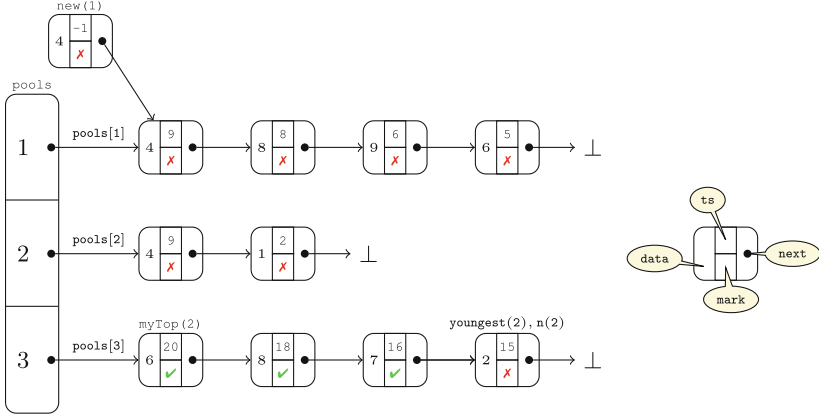 new(1)
4 -1 ✗
pools
1 pools[1] 4 9 ✗ 8 8 ✗ 9 6 ✗ 6 5 ✗ ⊥
ts
2 pools[2] 4 9 ✗ 1 2 ✗ ⊥
data next
mark
myTop(2) youngest(2), n(2)
3 pools[3] 6 20 ✔ 8 18 ✔ 7 16 ✔ 2 15 ✗ ⊥